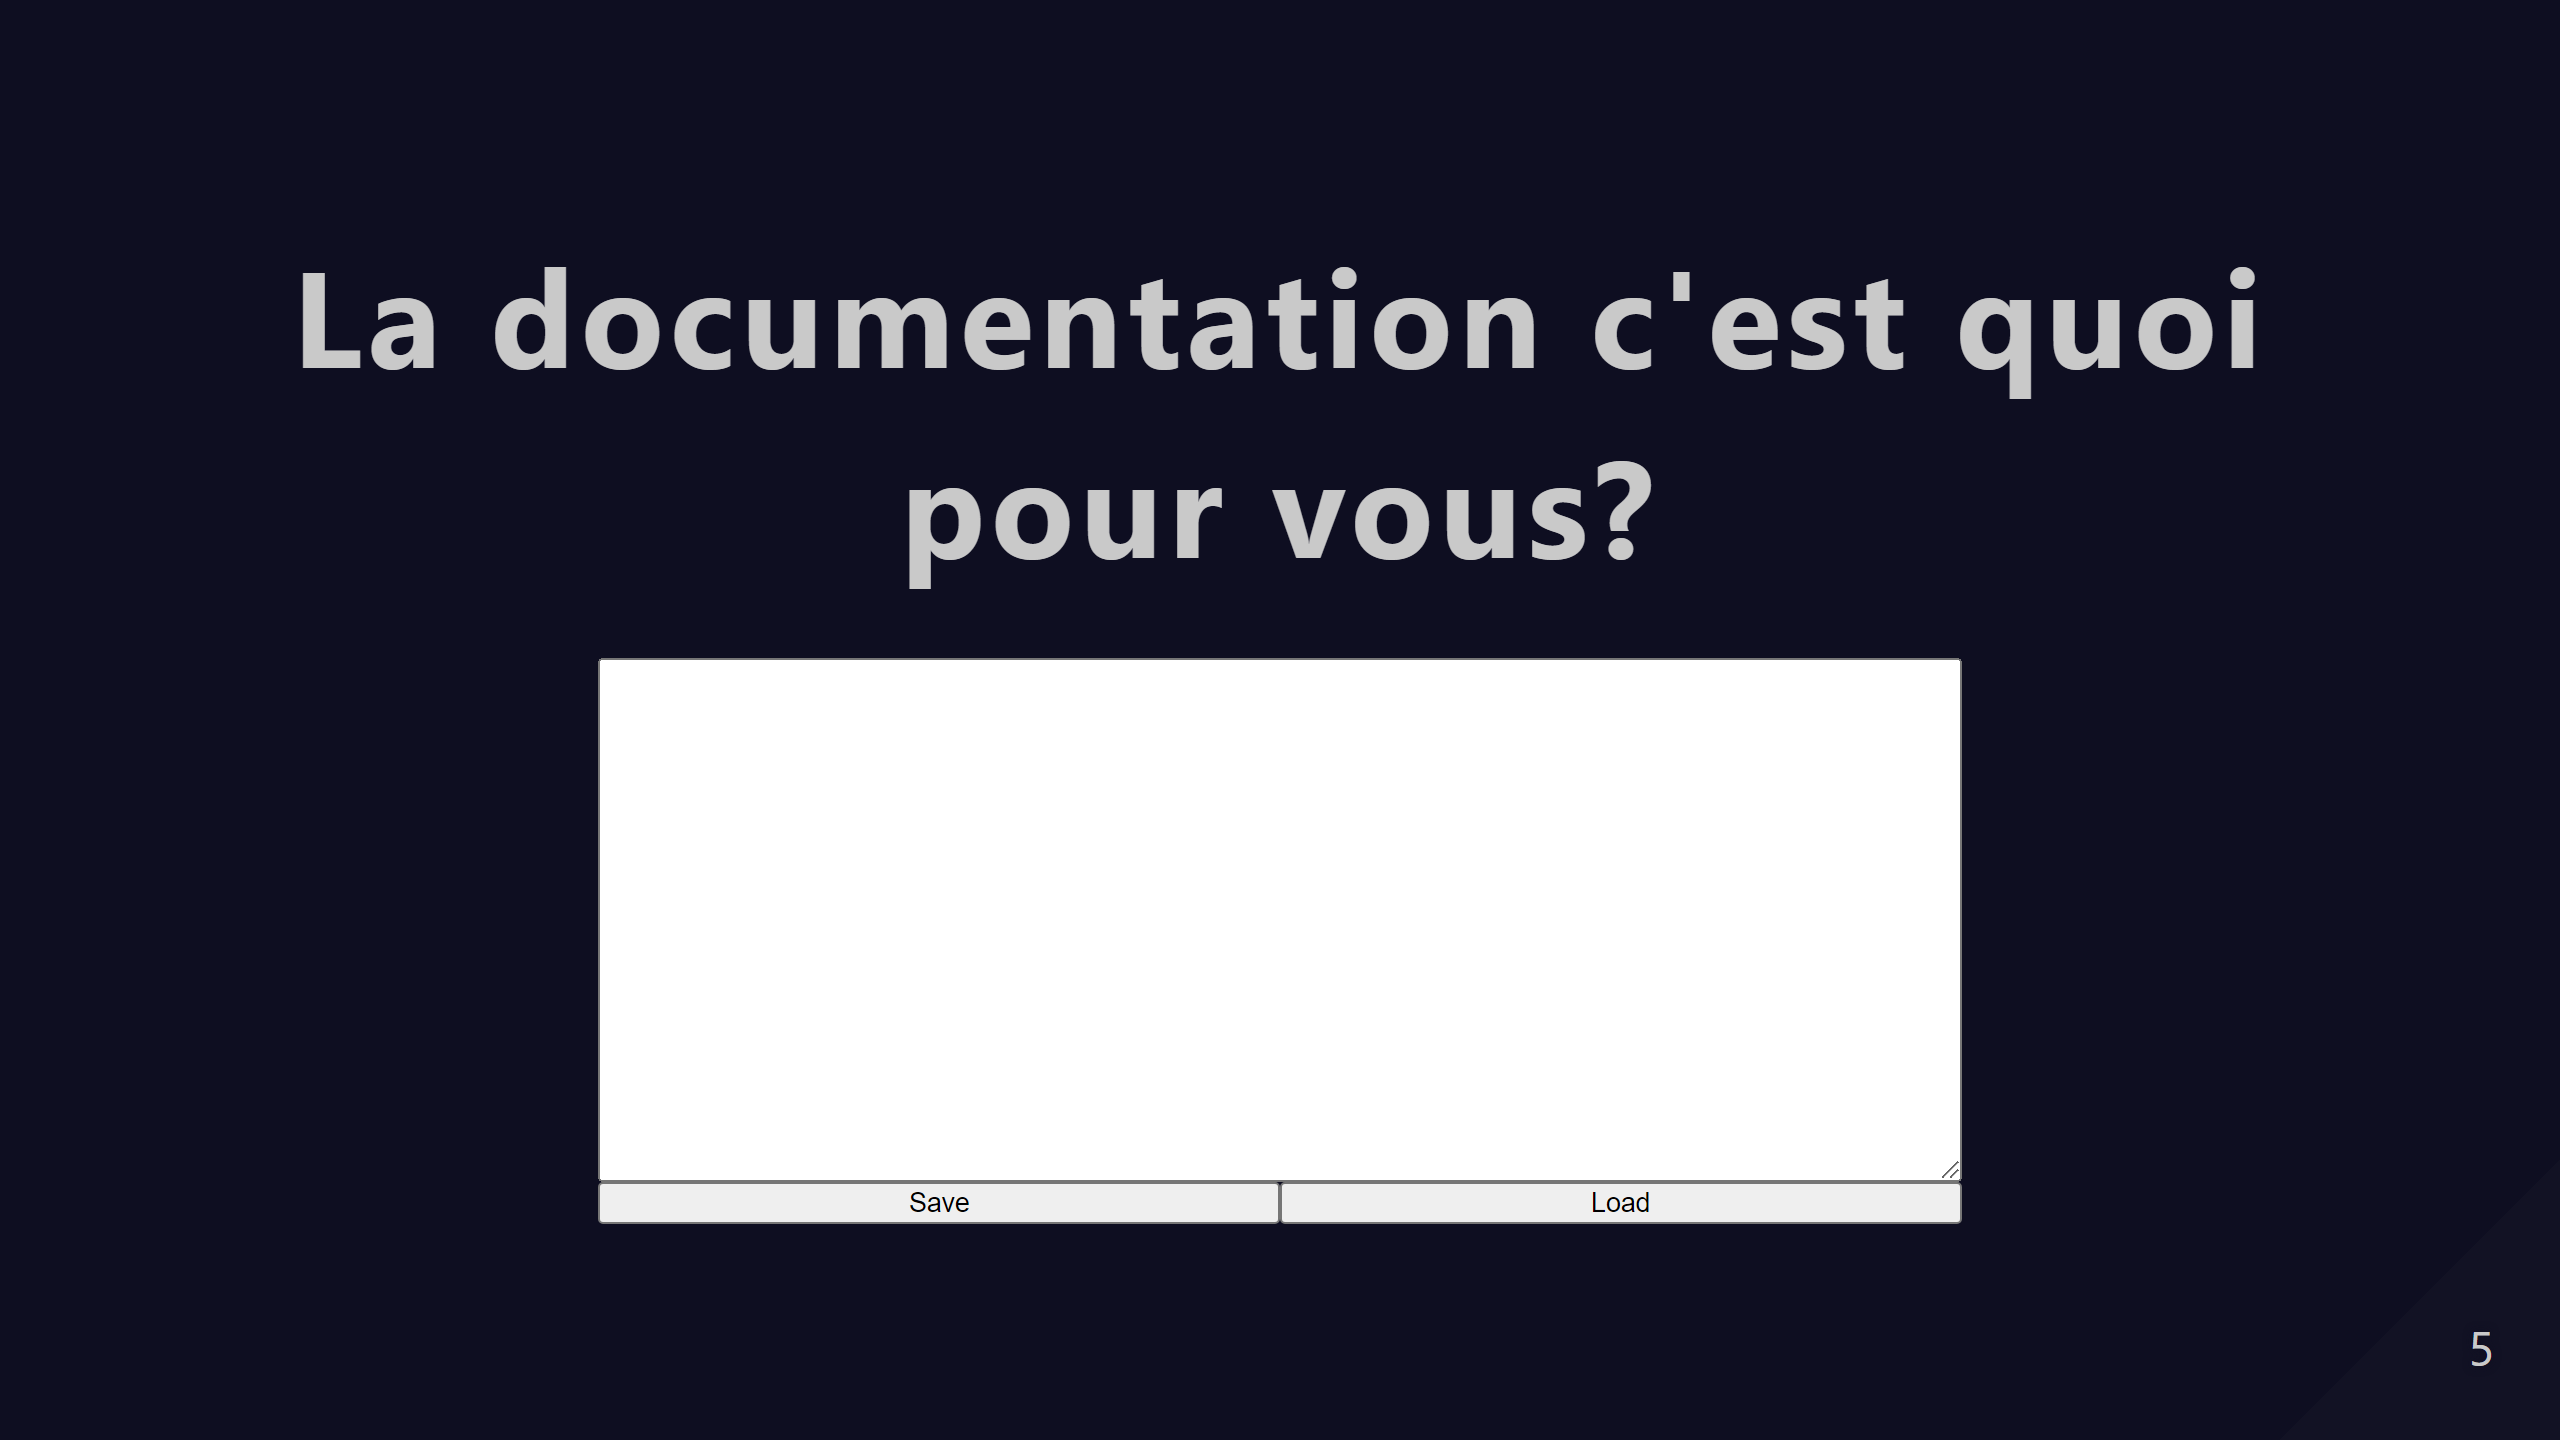 La documentation c'est quoi
pour vous?
Save
Load
5